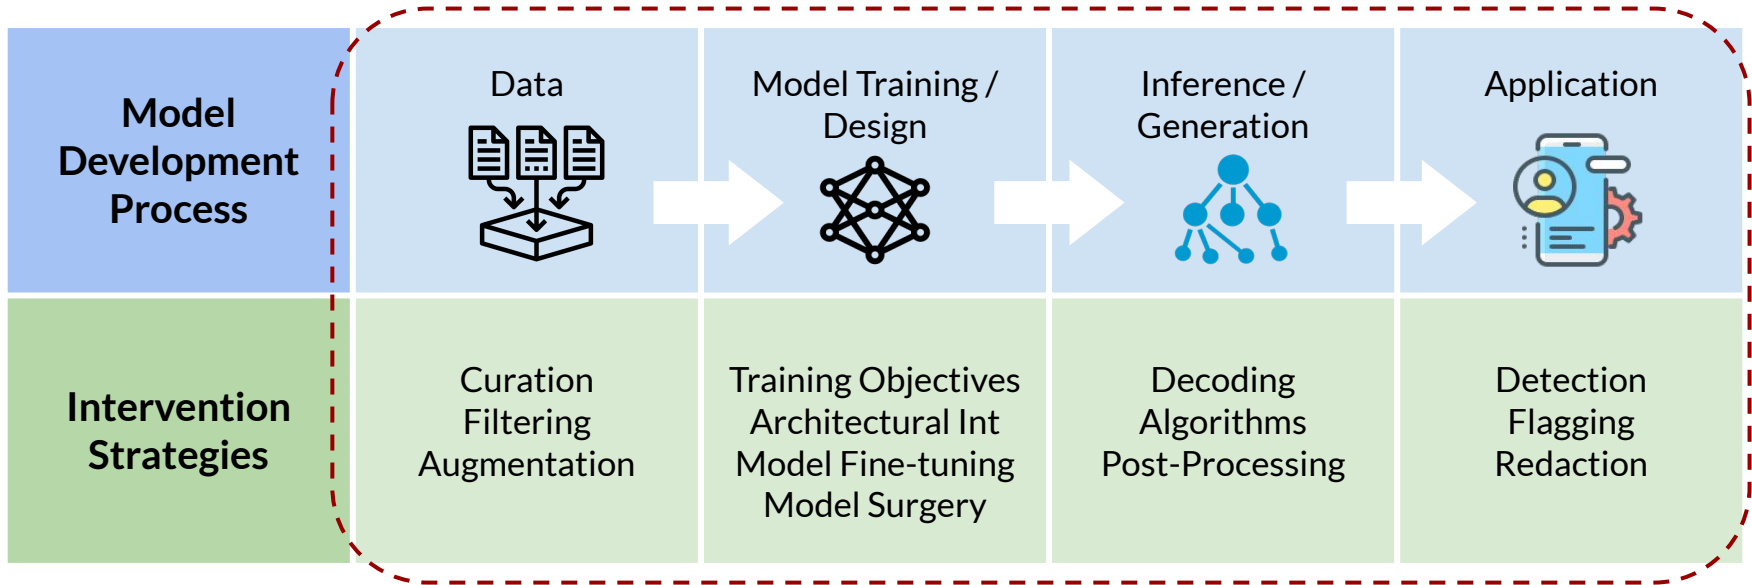 Model
Development
Process
Data
Model Training /
Design
Inference /
Generation
Application
Intervention
Strategies
Curation
Filtering
Augmentation
Training Objectives
Architectural Int
Model Fine-tuning
Model Surgery
Decoding
Algorithms
Post-Processing
Detection
Flagging
Redaction